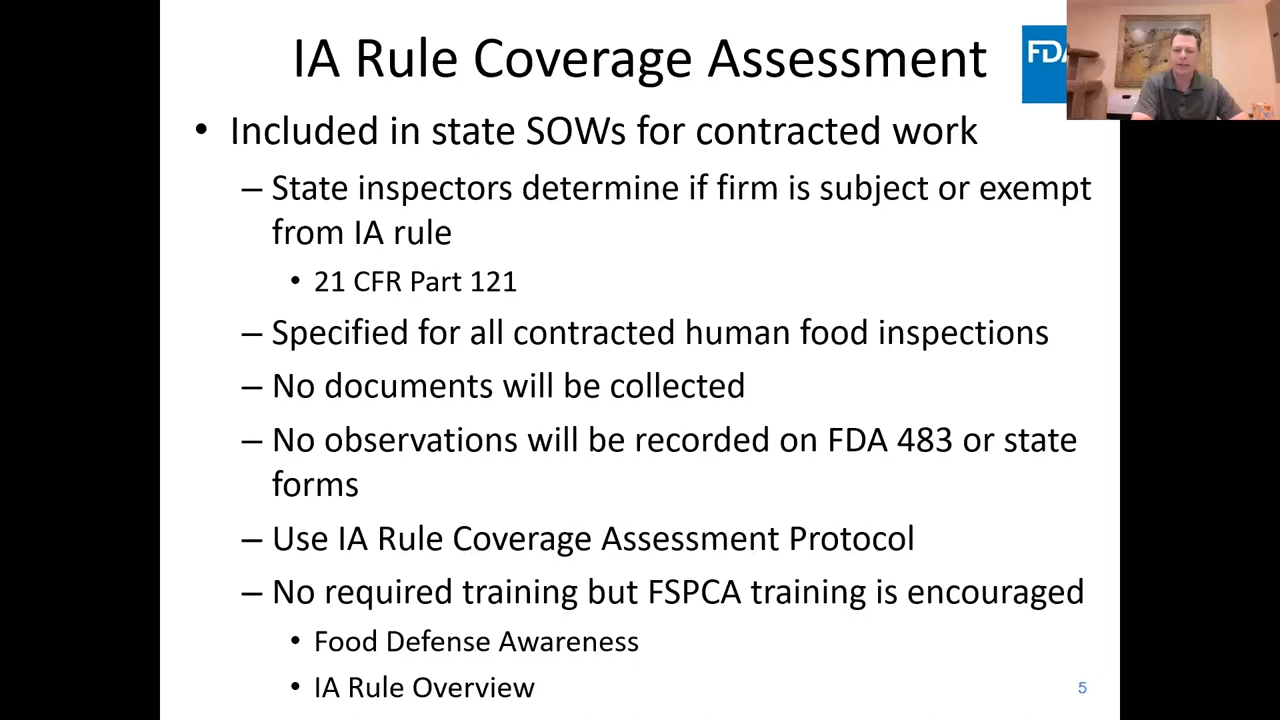 IA Rule Coverage Assessment
FDA
• Included in state SOWs for contracted work
– State inspectors determine if firm is subject or exempt
from IA rule
• 21 CFR Part 121
– Specified for all contracted human food inspections
– No documents will be collected
– No observations will be recorded on FDA 483 or state
forms
– Use IA Rule Coverage Assessment Protocol
– No required training but FSPCA training is encouraged
• Food Defense Awareness
• IA Rule Overview
5